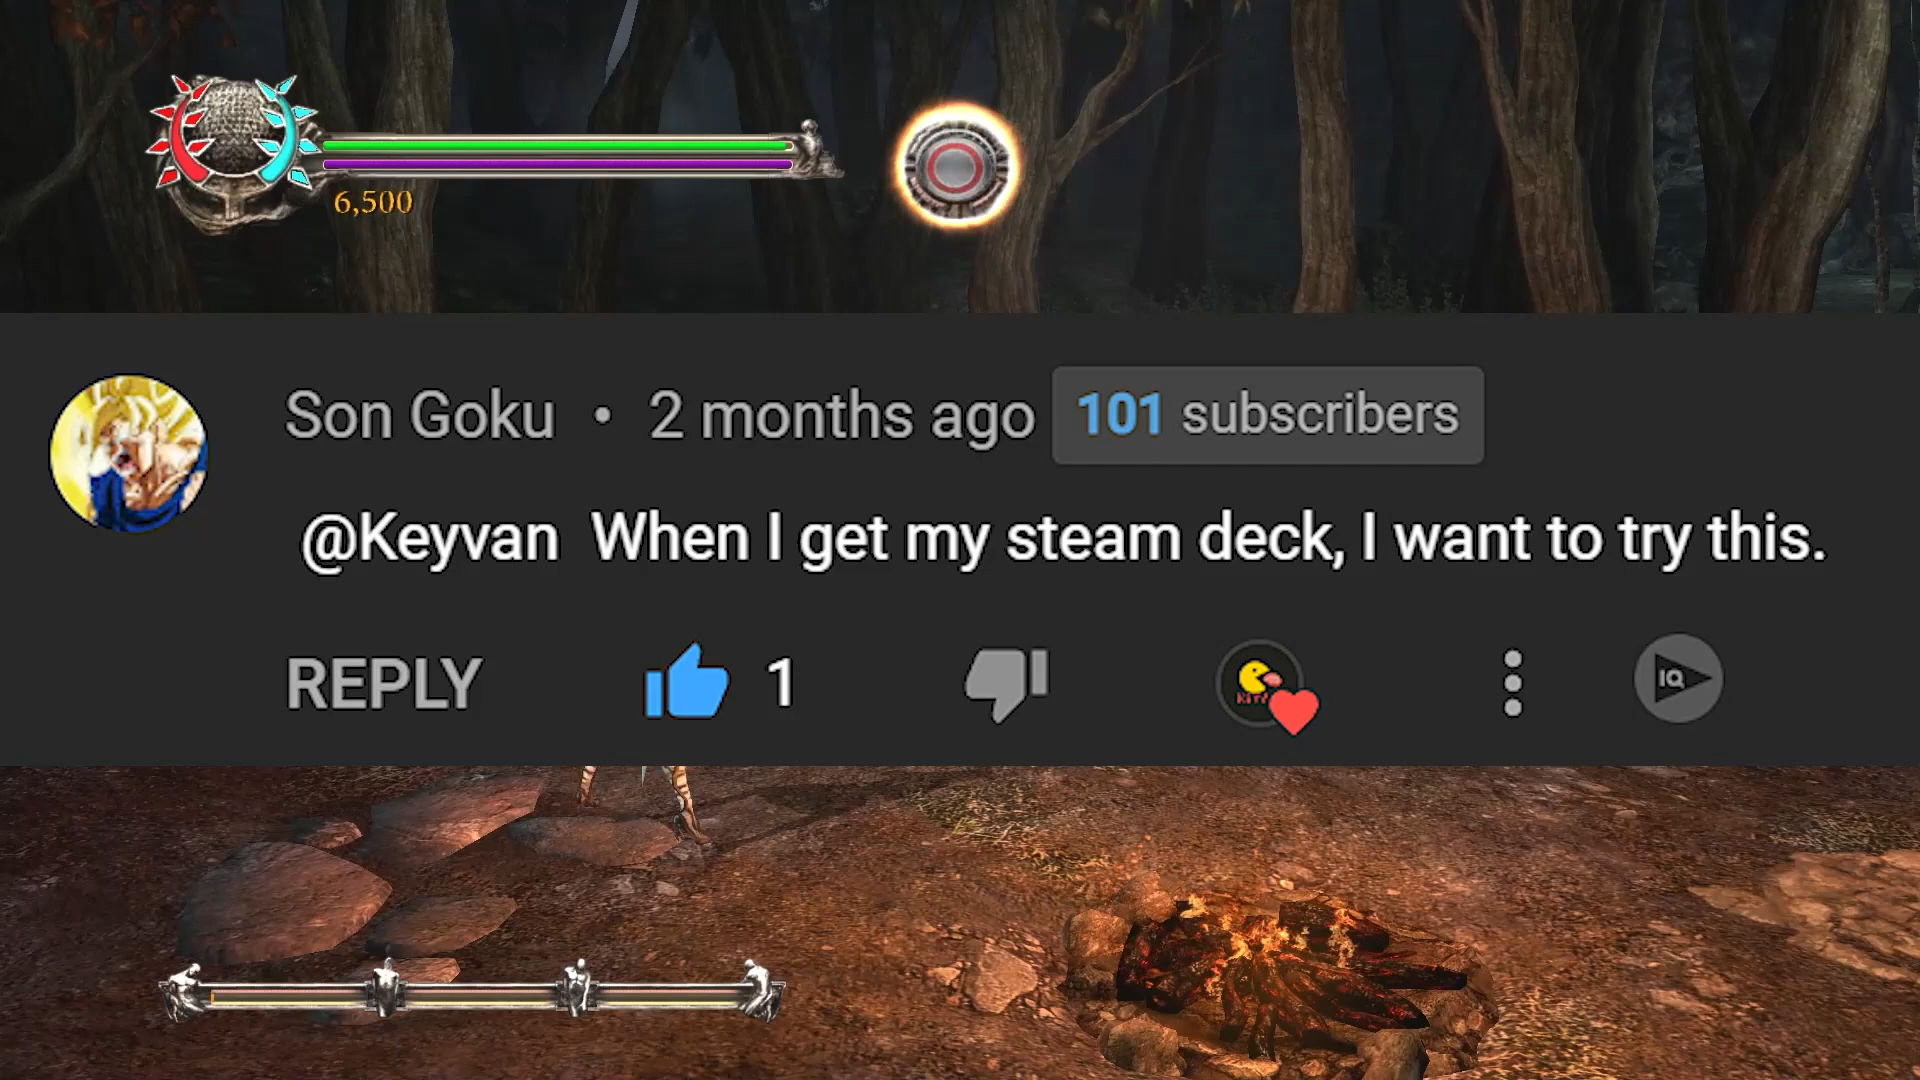 6,500
Son Goku • 2 months ago 101 subscribers
@Keyvan When I get my steam deck, I want to try this.
REPLY 1
IQ